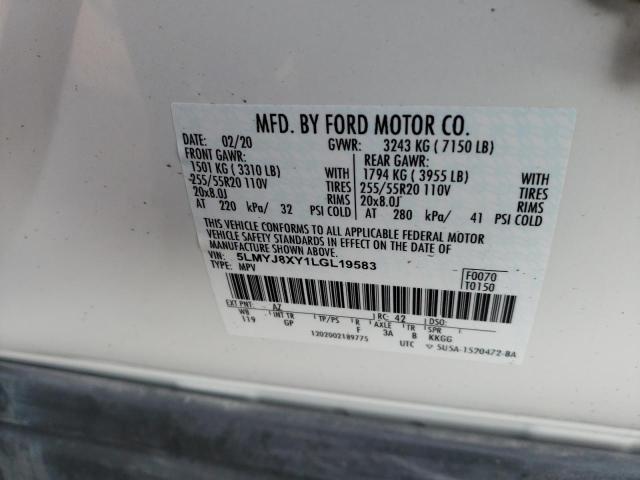 MFD. BY FORD MOTOR CO.
DATE: 02/20 GVWR: 3243 KG ( 7150 LB)
FRONT GAWR: REAR GAWR:
1501 KG ( 3310 LB) WITH 1794 KG ( 3955 LB) WITH
255/55R20 110V TIRES 255/55R20 110V TIRES
20x8.0J RIMS 20x8.0J RIMS
AT 220 kPa/ 32 PSI COLD AT 280 kPa/ 41 PSI COLD
THIS VEHICLE CONFORMS TO ALL APPLICABLE FEDERAL MOTOR
VEHICLE SAFETY STANDARDS IN EFFECT ON THE DATE OF
MANUFACTURE SHOWN ABOVE.
VIN: 5LMYJ8XY1LGL19583
TYPE: MPV
F0070
T0150
EXT PNT: AZ RC: 42 DSO:
WB INT TR TP/PS R AXLE TR SPR
119 GP F 3A B KKGG
1202002189775 UTC 5U5A-1520472-BA